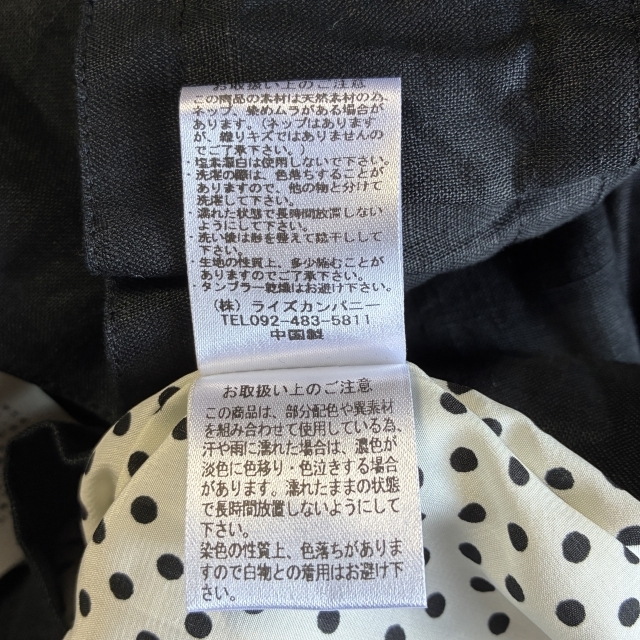 お取扱い上のご注意
この商品の素材は天然素材の為、
ネップ、染めムラがある場合が
あります。(ネップはあります
が、織りキズではありませんの
でご了承下さい。)
・塩素漂白は使用しないで下さい。
・洗濯の際は、色落ちすることが
ありますので、他の物と分けて
洗濯して下さい。
・濡れた状態で長時間放置しない
ようにして下さい。
・洗い後は形を整えて陰干しして
下さい。
・生地の性質上、多少縮むことが
ありますのでご了承下さい。
・タンブラー乾燥はお避け下さい。
(株) ライズカンパニー
TEL092-483-5811
中国製
お取扱い上のご注意
この商品は、部分配色や異素材
を組み合わせて使用している為、
汗や雨に濡れた場合は、濃色が
淡色に色移り・色泣きする場合
があります。濡れたままの状態
で長時間放置しないようにして
下さい。
染色の性質上、色落ちがありま
すので白物との着用はお避け下
さい。